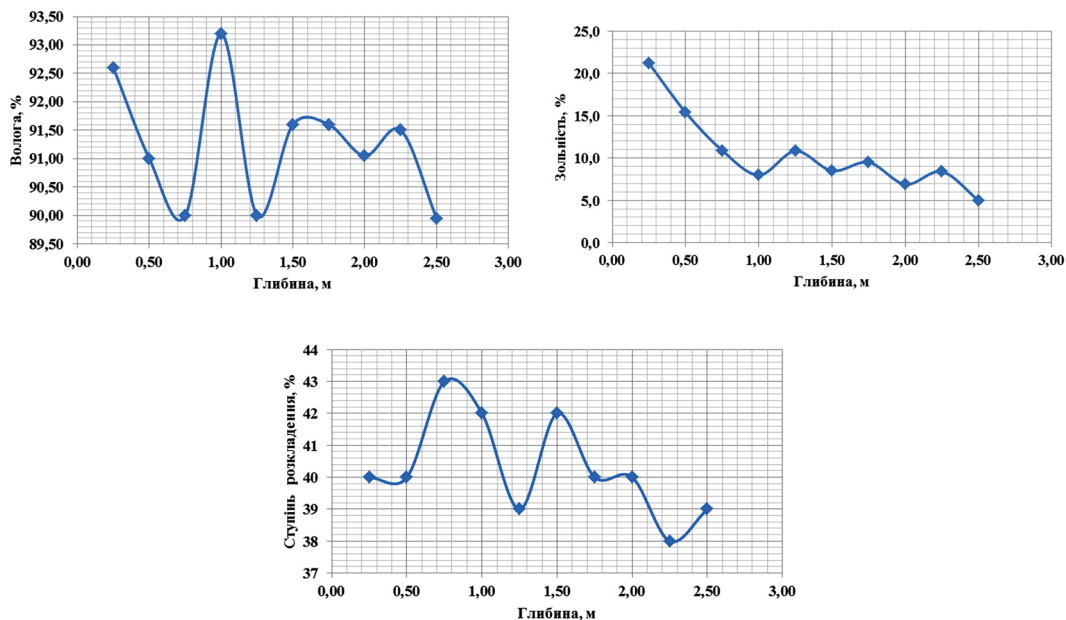 Волога, %
93,50
93,00
92,50
92,00
91,50
91,00
90,50
90,00
89,50
0,00 0,50 1,00 1,50 2,00 2,50 3,00
Глибина, м
Зольність, %
25,0
20,0
15,0
10,0
5,0
0,0
0,00 0,50 1,00 1,50 2,00 2,50 3,00
Глибина, м
Ступінь розкладення, %
44
43
42
41
40
39
38
37
0,00 0,50 1,00 1,50 2,00 2,50 3,00
Глибина, м